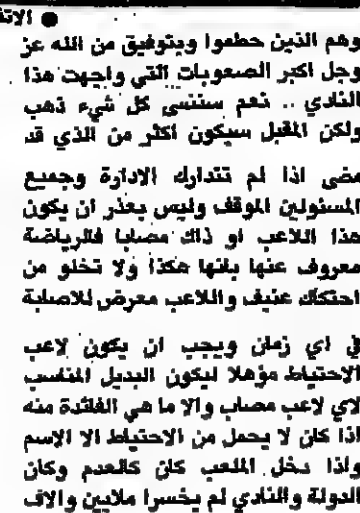 ● الاتف
وهم الذين حطموا وبتوفيق من الله عز
وجل اكبر الصعوبات التي واجهت هذا
النادي .. نعم سننسى كل شيء ذهب
ولكن المقبل سيكون اكثر من الذي قد
مضى اذا لم تتدارك الادارة وجميع
المسئولين الموقف وليس يعذر ان يكون
هذا اللاعب او ذاك مصابا فالرياضة
معروف عنها بانها هكذا ولا تخلو من
احتكاك عنيف واللاعب معرض للاصابة
في اي زمان ويجب ان يكون لاعب
الاحتياط مؤهلا ليكون البديل المناسب
لاي لاعب مصاب والا ما هي الفائدة منه
اذا كان لا يحمل من الاحتياط الا الاسم
واذا دخل الملعب كان كالعدم وكان
الدولة والنادي لم يخسرا ملايين والاف